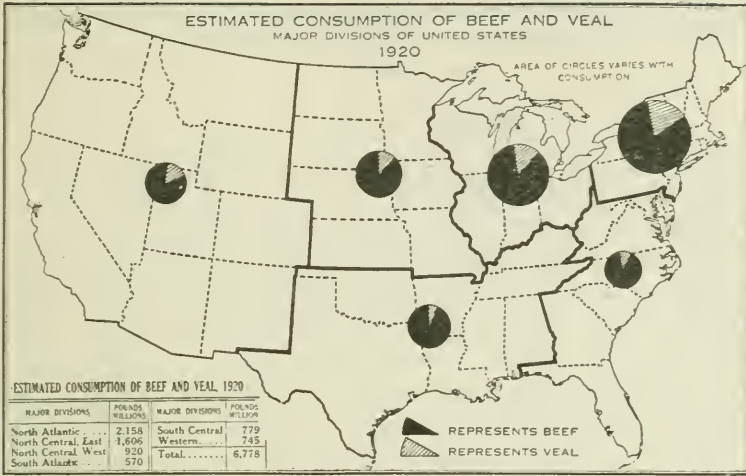 ESTIMATED CONSUMPTION OF BEEF AND VEAL
MAJOR DIVISIONS OF UNITED STATES
1920
AREA OF CIRCLES VARIES WITH
CONSUMPTION
ESTIMATED CONSUMPTION OF BEEF AND VEAL, 1920
MAJOR DIVISIONS POUNDS MILLIONS MAJOR DIVISIONS POUNDS MILLION
North Atlantic.... 2,158 South Central 779
North Central, East 1,606 Western.... 745
North Central West 920 Total........ 6,778
South Atlantic... 570
REPRESENTS BEEF
REPRESENTS VEAL